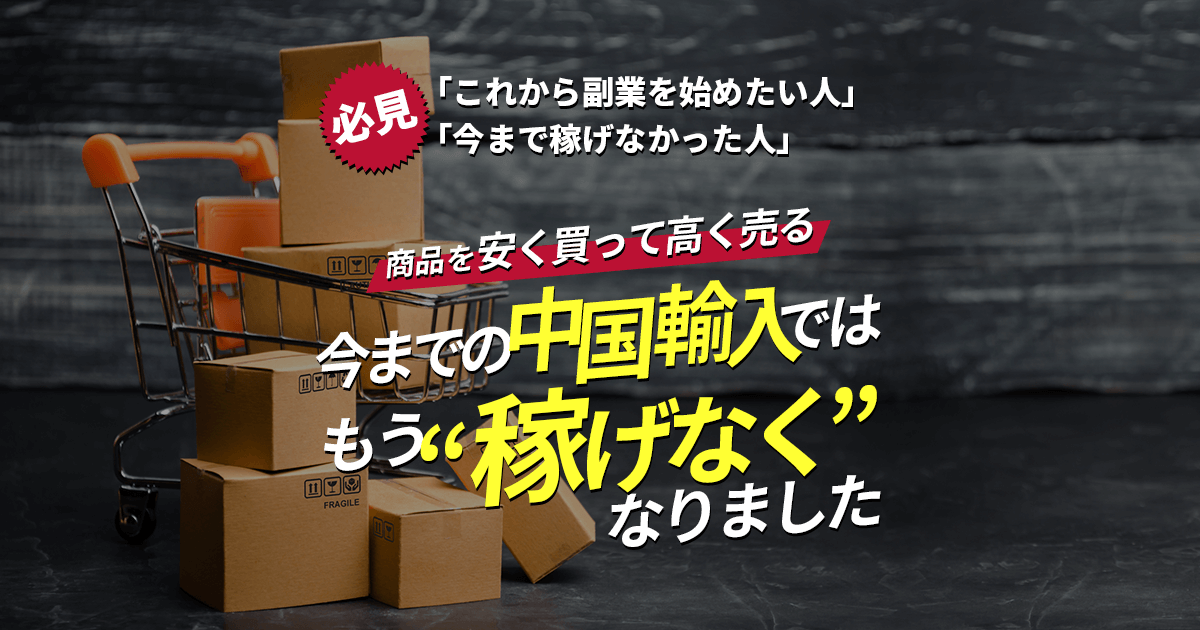 必見
「これから副業を始めたい人」
「今まで稼げなかった人」
商品を安く買って高く売る
今までの中国輸入では
もう“稼げなく”
なりました
FRAGILE